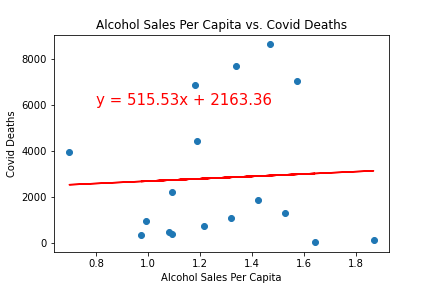 Alcohol Sales Per Capita vs. Covid Deaths
8000
6000
4000
2000
0
Covid Deaths
y = 515.53x + 2163.36
0.8 1.0 1.2 1.4 1.6 1.8
Alcohol Sales Per Capita